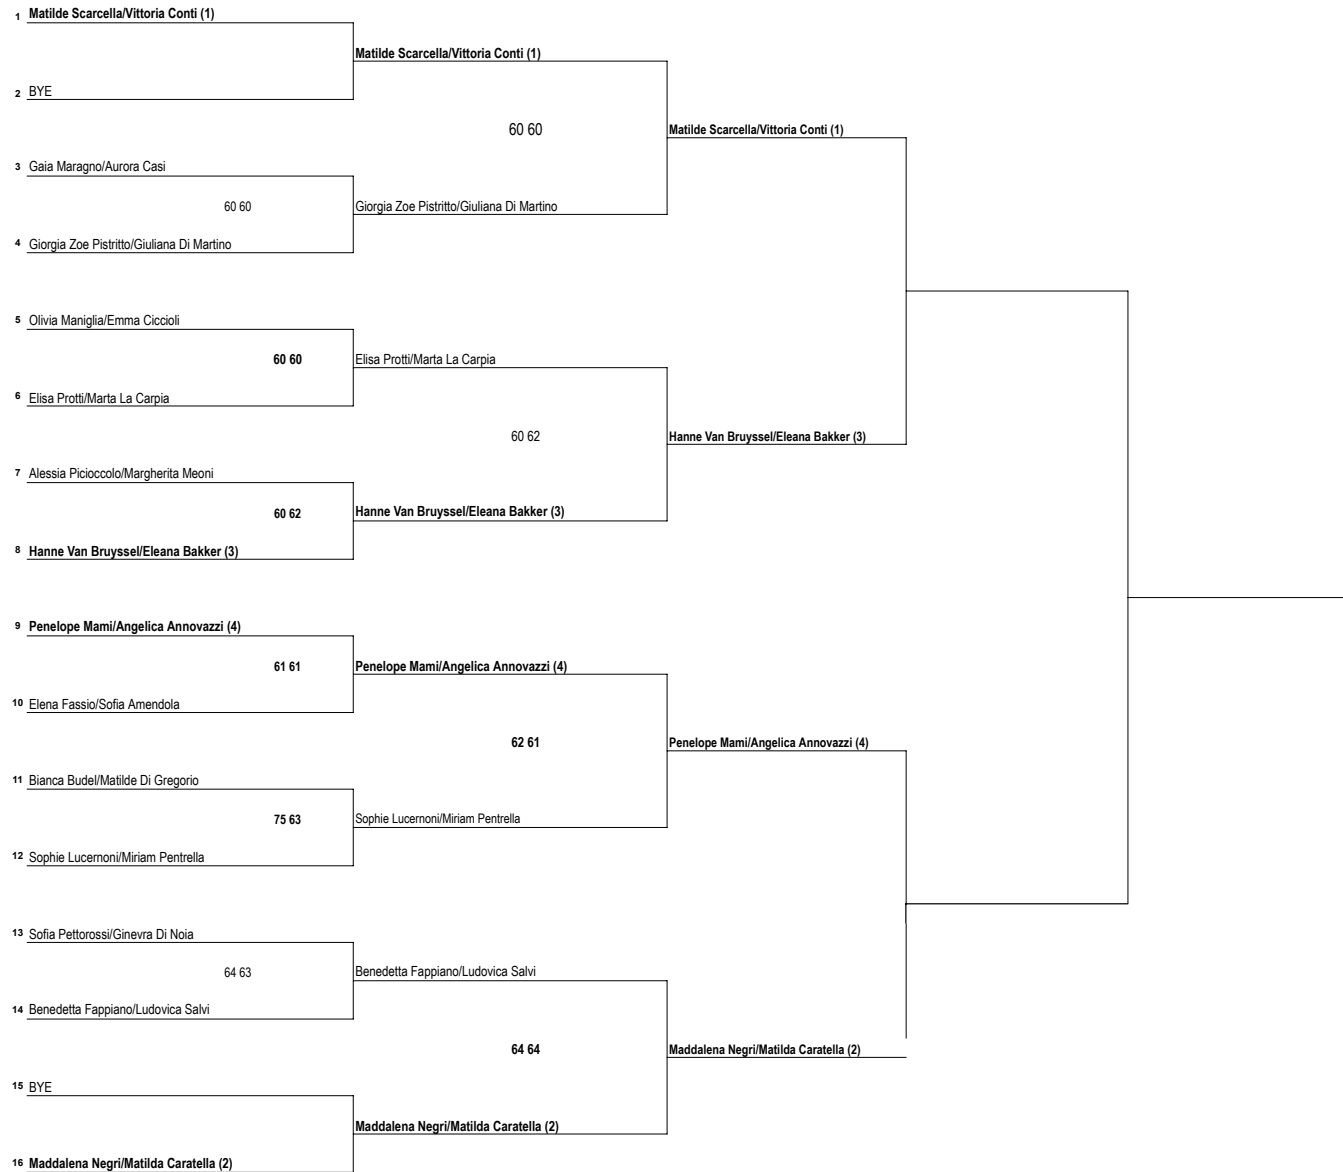 1 Matilde Scarcella/Vittoria Conti (1)
Matilde Scarcella/Vittoria Conti (1)
2 BYE
60 60 Matilde Scarcella/Vittoria Conti (1)
3 Gaia Maragno/Aurora Casi
60 60 Giorgia Zoe Pistritto/Giuliana Di Martino
4 Giorgia Zoe Pistritto/Giuliana Di Martino
5 Olivia Maniglia/Emma Ciccioli
60 60 Elisa Protti/Marta La Carpia
6 Elisa Protti/Marta La Carpia
60 62 Hanne Van Bruyssel/Eleana Bakker (3)
7 Alessia Picioccolo/Margherita Meoni
60 62 Hanne Van Bruyssel/Eleana Bakker (3)
8 Hanne Van Bruyssel/Eleana Bakker (3)
9 Penelope Mami/Angelica Annovazzi (4)
61 61 Penelope Mami/Angelica Annovazzi (4)
10 Elena Fassio/Sofia Amendola
62 61 Penelope Mami/Angelica Annovazzi (4)
11 Bianca Budel/Matilde Di Gregorio
75 63 Sophie Lucernoni/Miriam Pentrella
12 Sophie Lucernoni/Miriam Pentrella
13 Sofia Pettorossi/Ginevra Di Noia
64 63 Benedetta Fappiano/Ludovica Salvi
14 Benedetta Fappiano/Ludovica Salvi
64 64 Maddalena Negri/Matilda Caratella (2)
15 BYE
Maddalena Negri/Matilda Caratella (2)
16 Maddalena Negri/Matilda Caratella (2)